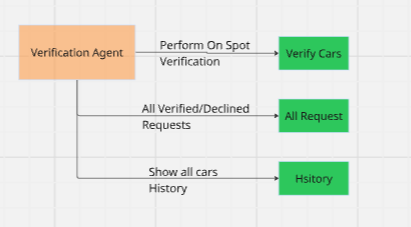 Verification Agent
Perform On Spot
Verification
Verify Cars
All Verified/Declined
Requests
All Request
Show all cars
History
Hsitory